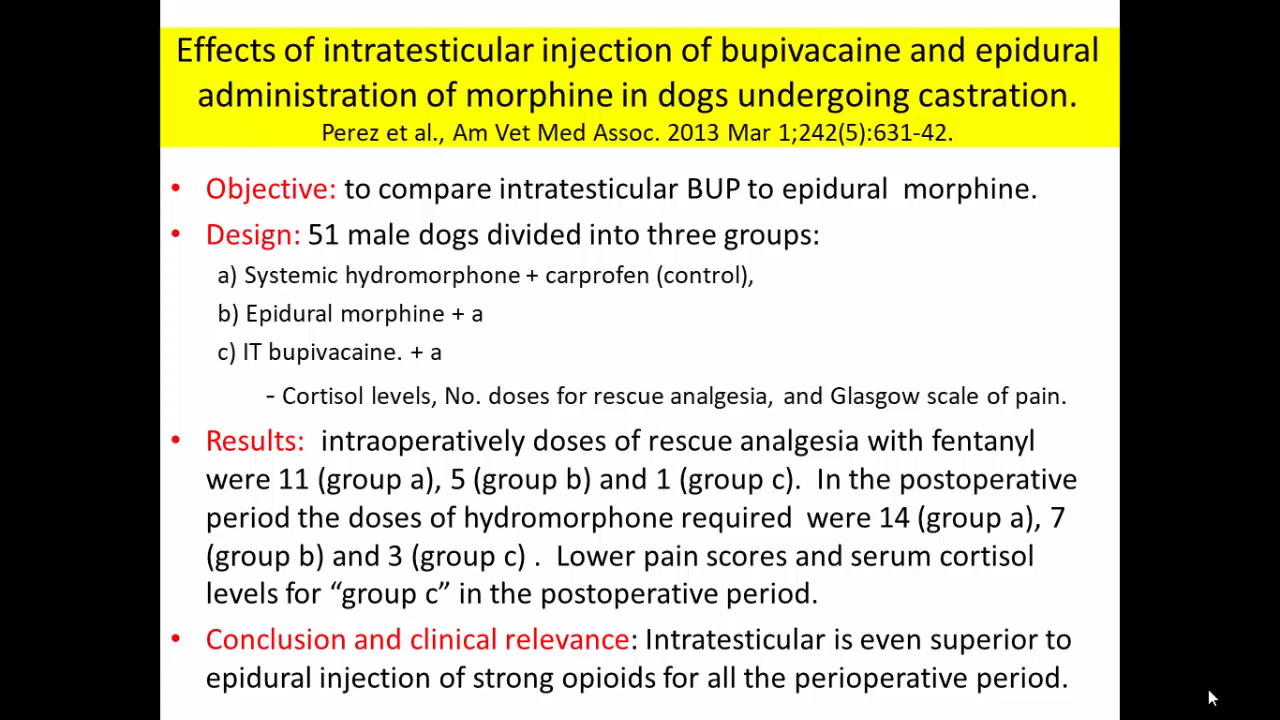 Effects of intratesticular injection of bupivacaine and epidural
administration of morphine in dogs undergoing castration.
Perez et al., Am Vet Med Assoc. 2013 Mar 1;242(5):631-42.
• Objective: to compare intratesticular BUP to epidural morphine.
• Design: 51 male dogs divided into three groups:
a) Systemic hydromorphone + carprofen (control),
b) Epidural morphine + a
c) IT bupivacaine. + a
- Cortisol levels, No. doses for rescue analgesia, and Glasgow scale of pain.
• Results: intraoperatively doses of rescue analgesia with fentanyl
were 11 (group a), 5 (group b) and 1 (group c). In the postoperative
period the doses of hydromorphone required were 14 (group a), 7
(group b) and 3 (group c) . Lower pain scores and serum cortisol
levels for “group c” in the postoperative period.
• Conclusion and clinical relevance: Intratesticular is even superior to
epidural injection of strong opioids for all the perioperative period.